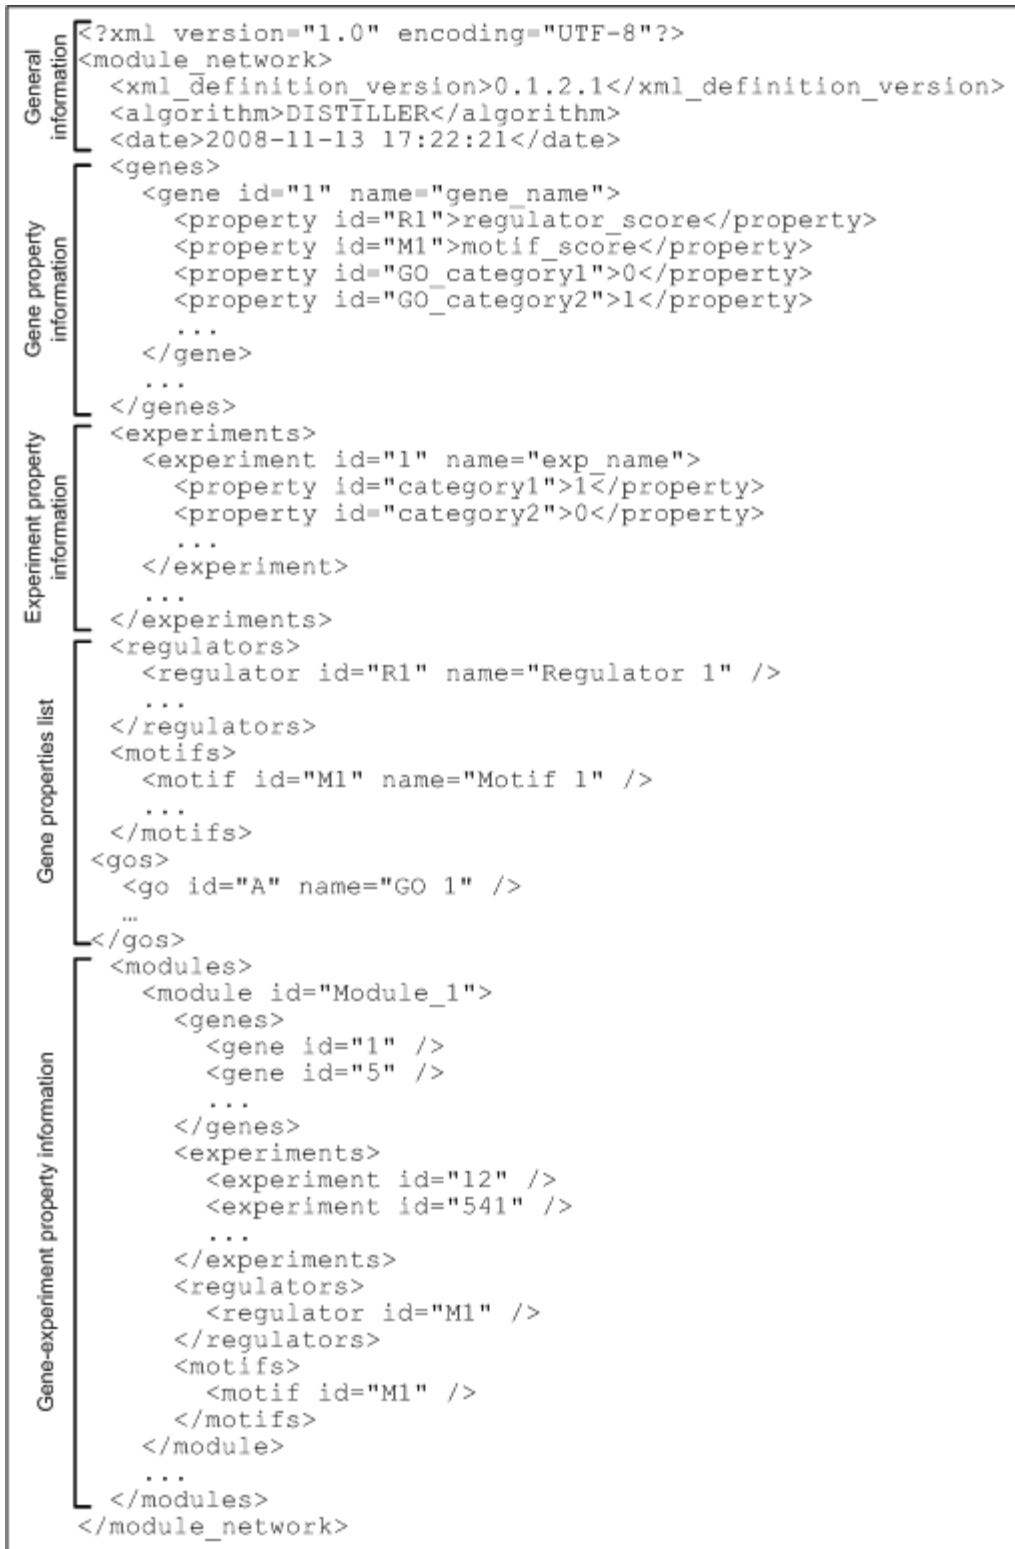 General
information
<?xml version="1.0" encoding="UTF-8"?>
<module_network>
<xml_definition_version>0.1.2.1</xml_definition_version>
<algorithm>DISTILLER</algorithm>
<date>2008-11-13 17:22:21</date>
Gene property
information
<genes>
<gene id="1" name="gene_name">
<property id="R1">regulator_score</property>
<property id="M1">motif_score</property>
<property id="GO_category1">0</property>
<property id="GO_category2">1</property>
...
</gene>
...
</genes>
Experiment property
information
<experiments>
<experiment id="1" name="exp_name">
<property id="category1">1</property>
<property id="category2">0</property>
...
</experiment>
...
</experiments>
Gene properties list
<regulators>
<regulator id="R1" name="Regulator 1" />
...
</regulators>
<motifs>
<motif id="M1" name="Motif 1" />
...
</motifs>
<gos>
<go id="A" name="GO 1" />
…
</gos>
Gene-experiment property information
<modules>
<module id="Module_1">
<genes>
<gene id="1" />
<gene id="5" />
...
</genes>
<experiments>
<experiment id="12" />
<experiment id="541" />
...
</experiments>
<regulators>
<regulator id="M1" />
</regulators>
<motifs>
<motif id="M1" />
</motifs>
</module>
...
</modules>
</module_network>